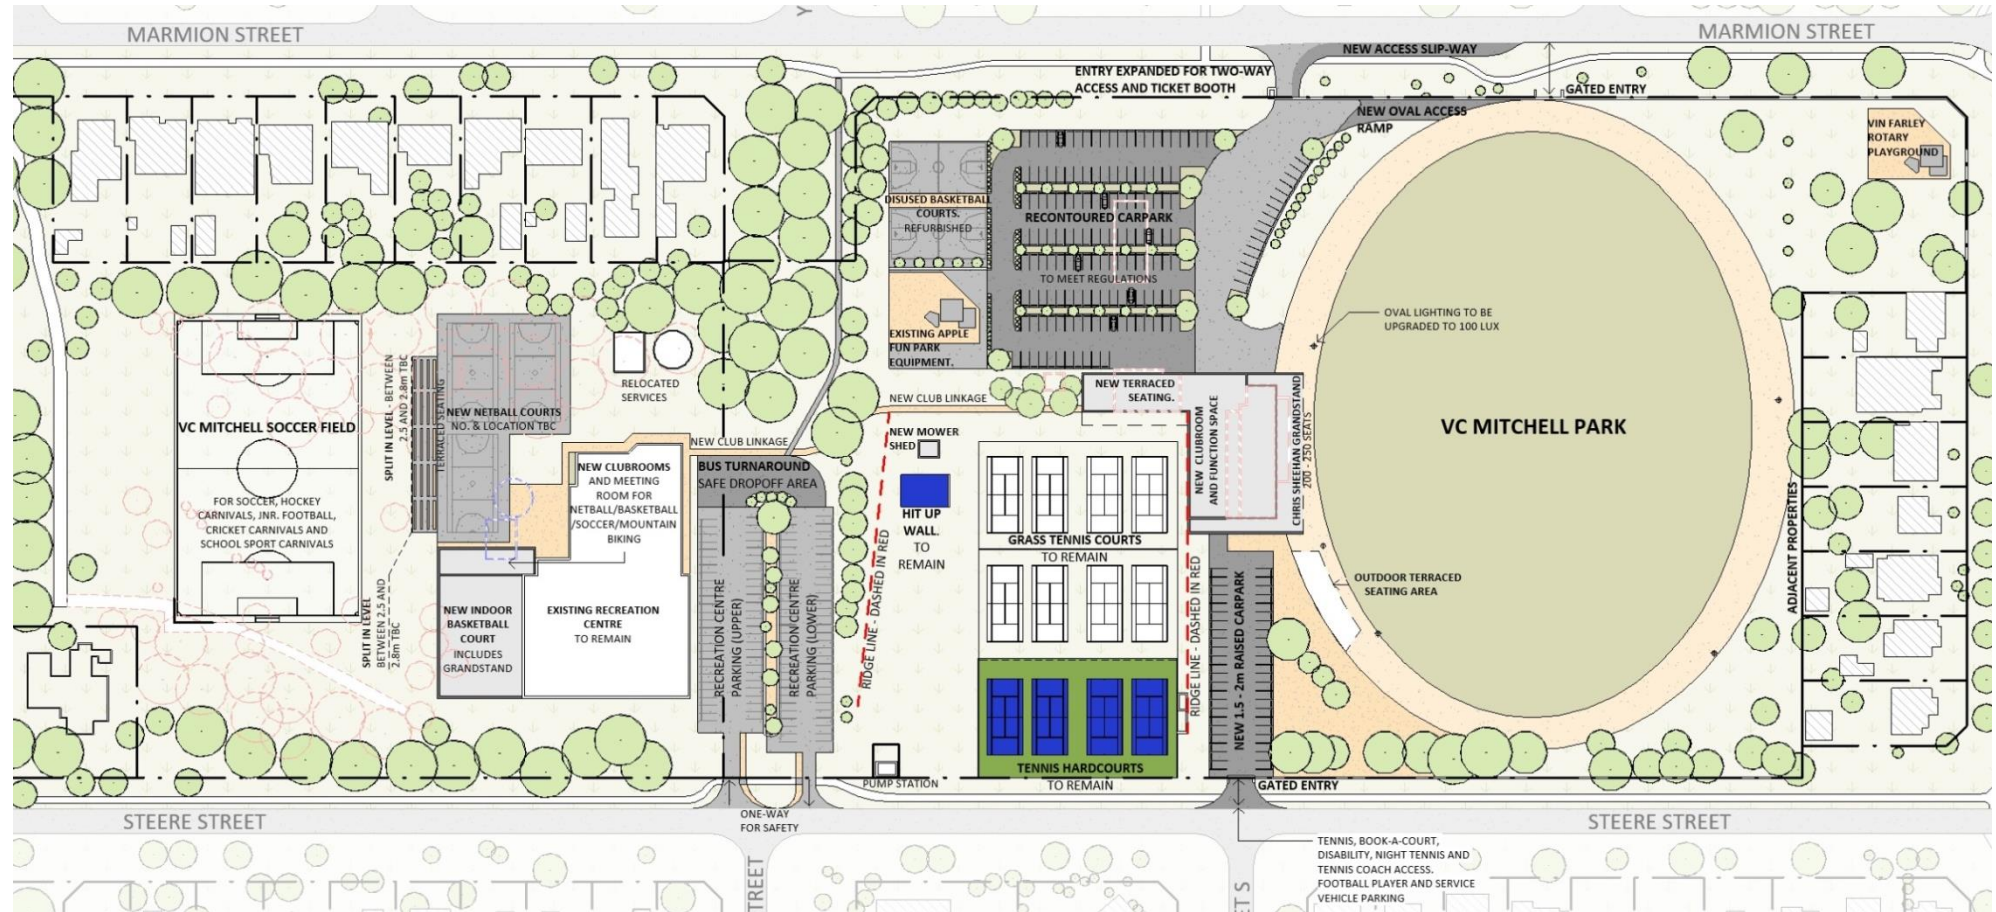 MARMION STREET
Y
MARMION STREET
NEW ACCESS SLIP-WAY
ENTRY EXPANDED FOR TWO-WAY
ACCESS AND TICKET BOOTH
GATED ENTRY
NEW OVAL ACCESS
RAMP
VIN FARLEY
ROTARY
PLAYGROUND
DISUSED BASKETBALL
COURTS.
REFURBISHED
RECONTOURED CARPARK
TO MEET REGULATIONS
OVAL LIGHTING TO BE
UPGRADED TO 100 LUX
EXISTING APPLE
FUN PARK
EQUIPMENT.
RELOCATED
SERVICES
NEW TERRACED
SEATING.
NEW CLUB LINKAGE
VC MITCHELL SOCCER FIELD
FOR SOCCER, HOCKEY
CARNIVALS, JNR. FOOTBALL,
CRICKET CARNIVALS AND
SCHOOL SPORT CARNIVALS
SPLIT IN LEVEL - BETWEEN
2.5 AND 2.8m TBC
TERRACED SEATING
NEW NETBALL COURTS
NO. & LOCATION TBC
NEW CLUB LINKAGE
BUS TURNAROUND
SAFE DROPOFF AREA
NEW CLUBROOMS
AND MEETING
ROOM FOR
NETBALL/BASKETBALL
/SOCCER/MOUNTAIN
BIKING
NEW MOWER
SHED
HIT UP
WALL.
TO
REMAIN
GRASS TENNIS COURTS
TO REMAIN
NEW CLUBROOM
AND FUNCTION SPACE
CHRIS SHEEHAN GRANDSTAND
200 - 250 SEATS
VC MITCHELL PARK
ADJACENT PROPERTIES
OUTDOOR TERRACED
SEATING AREA
SPLIT IN LEVEL
BETWEEN 2.5 AND
2.8m TBC
NEW INDOOR
BASKETBALL
COURT
INCLUDES
GRANDSTAND
EXISTING RECREATION
CENTRE
TO REMAIN
RECREATION CENTRE
PARKING (UPPER)
RECREATION CENTRE
PARKING (LOWER)
RIDGE LINE - DASHED IN RED
RIDGE LINE - DASHED IN RED
NEW 1.5 - 2m RAISED CARPARK
TENNIS HARDCOURTS
TO REMAIN
PUMP STATION
GATED ENTRY
ONE-WAY
FOR SAFETY
STEERE STREET
STEERE STREET
TREET
ET S
TENNIS, BOOK-A-COURT,
DISABILITY, NIGHT TENNIS AND
TENNIS COACH ACCESS.
FOOTBALL PLAYER AND SERVICE
VEHICLE PARKING